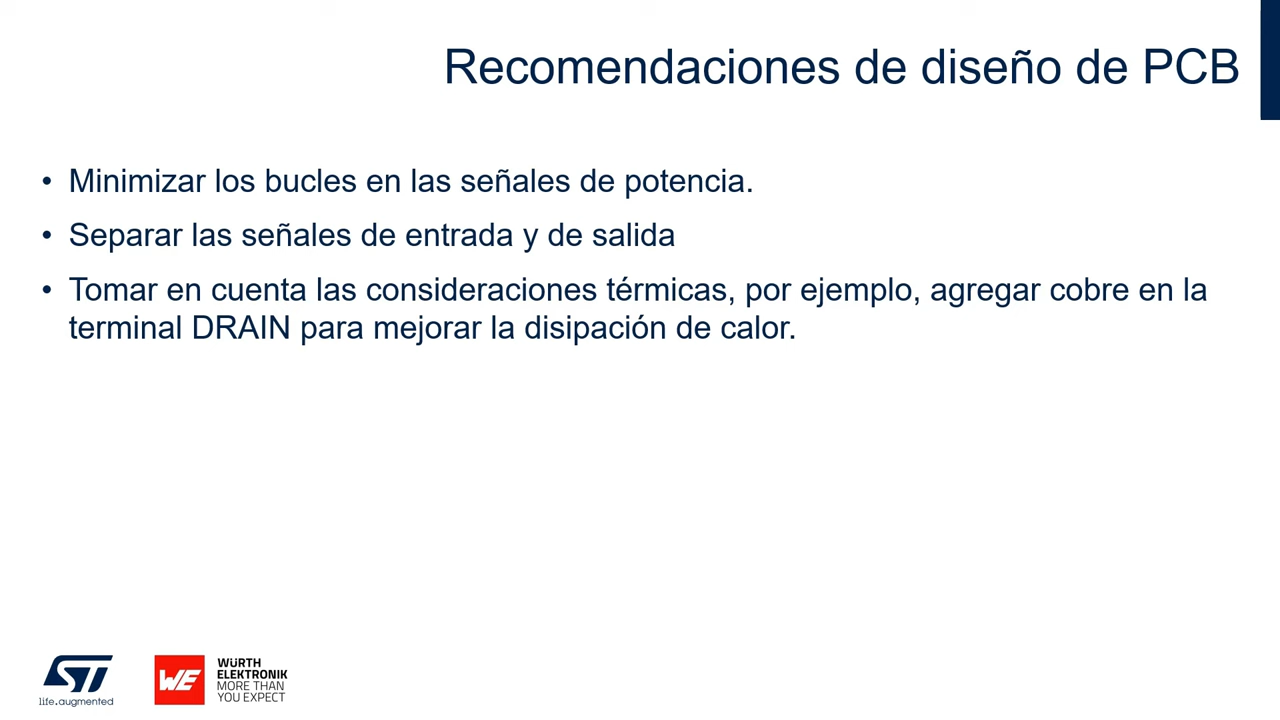 Recomendaciones de diseño de PCB
• Minimizar los bucles en las señales de potencia.
• Separar las señales de entrada y de salida
• Tomar en cuenta las consideraciones térmicas, por ejemplo, agregar cobre en la
terminal DRAIN para mejorar la disipación de calor.
ST
life.augmented
WE
WÜRTH
ELEKTRONIK
MORE THAN
YOU EXPECT